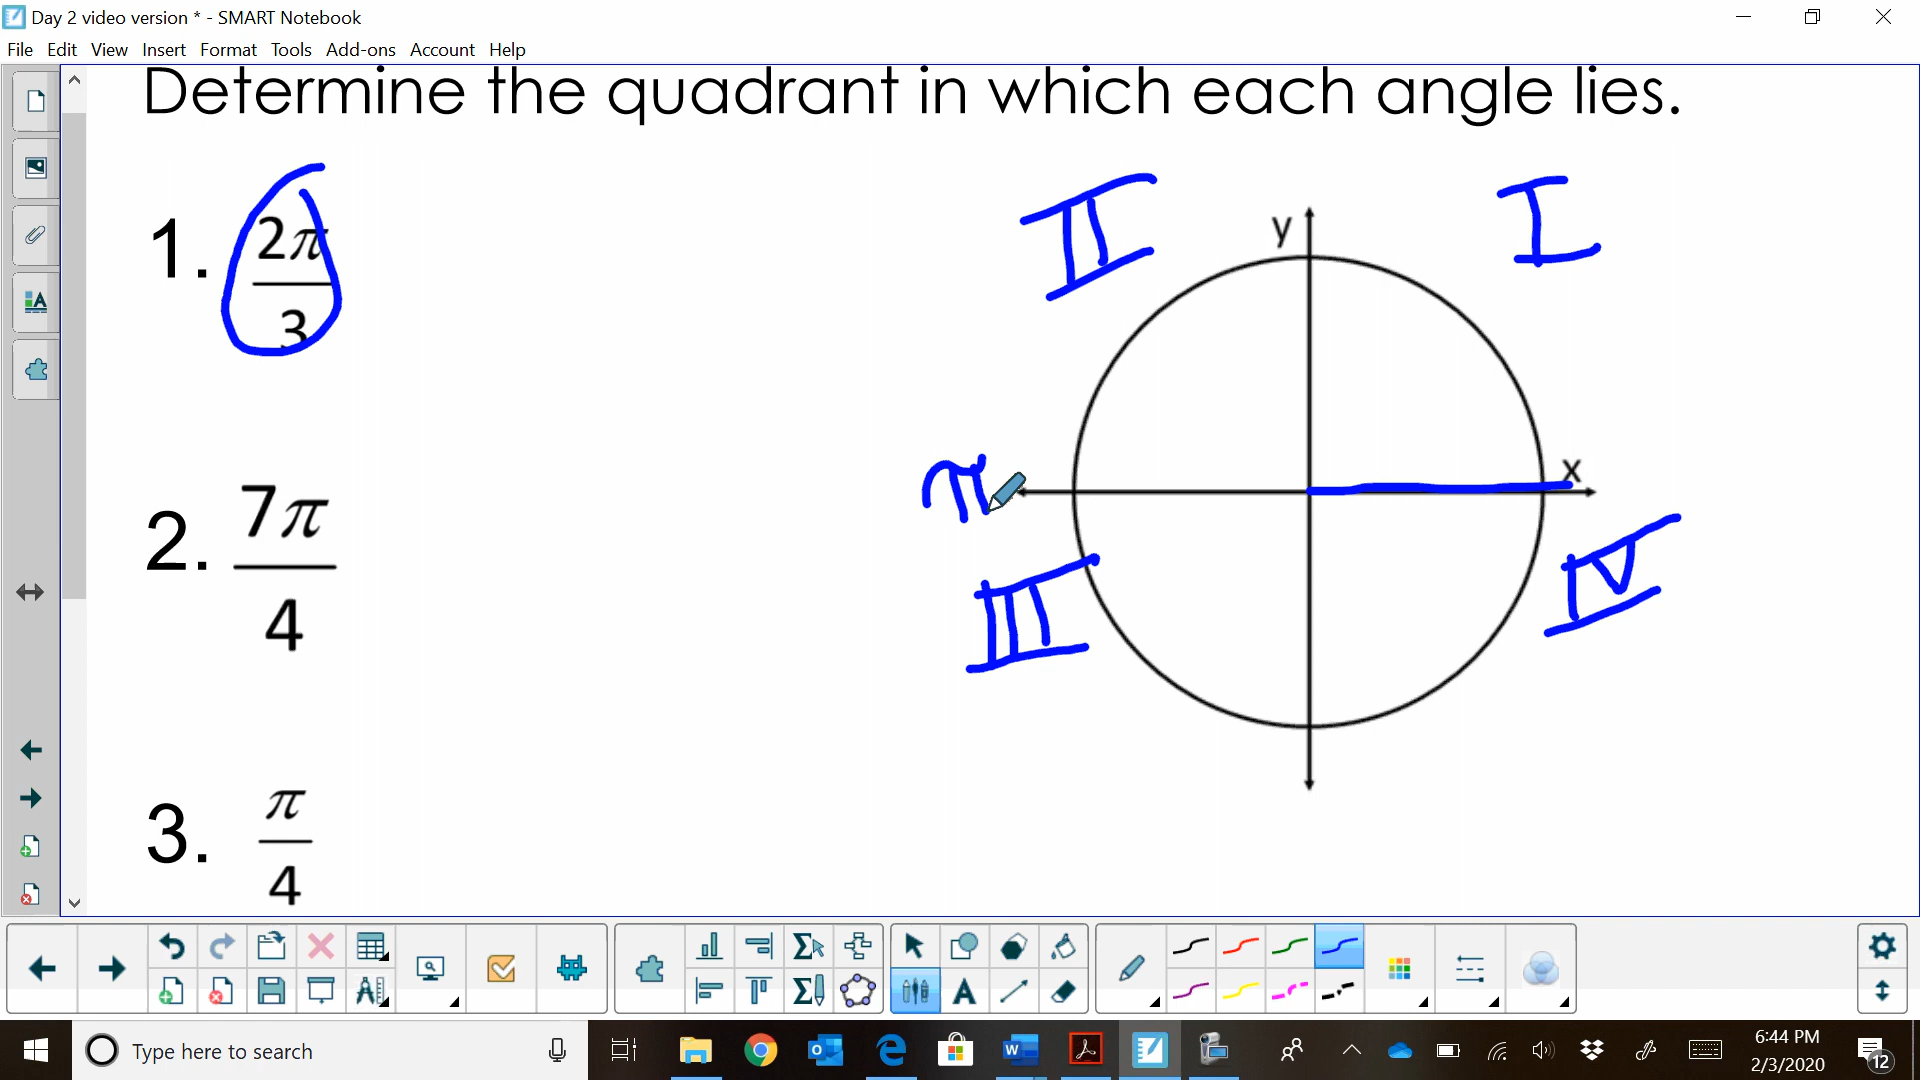 Day 2 video version * - SMART Notebook
File Edit View Insert Format Tools Add-ons Account Help
Determine the quadrant in which each angle lies.
1. 2π/3
II
y
I
π
x
2. 7π/4
III
IV
3. π/4
Type here to search
6:44 PM
2/3/2020
12